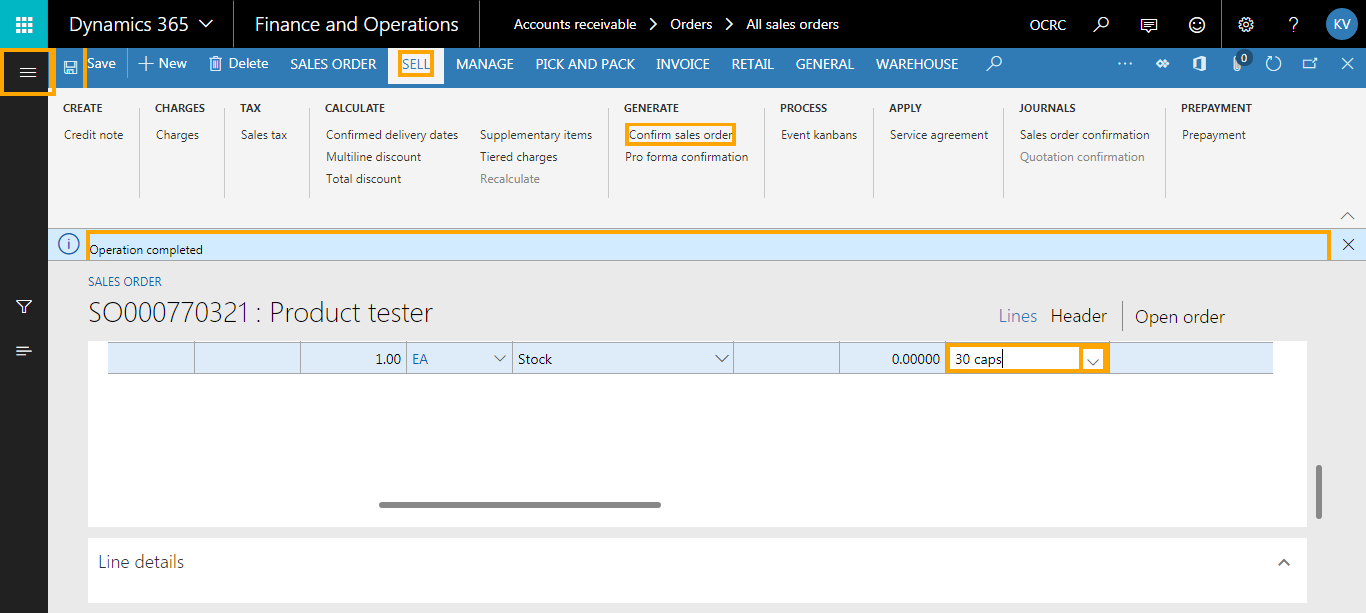 Dynamics 365 Finance and Operations Accounts receivable > Orders > All sales orders OCRC ? KV
Save + New Delete SALES ORDER SELL MANAGE PICK AND PACK INVOICE RETAIL GENERAL WAREHOUSE ... 0
CREATE CHARGES TAX CALCULATE GENERATE PROCESS APPLY JOURNALS PREPAYMENT
Credit note Charges Sales tax Confirmed delivery dates Supplementary items Confirm sales order Event kanbans Service agreement Sales order confirmation Prepayment
Multiline discount Tiered charges Pro forma confirmation Quotation confirmation
Total discount Recalculate
Operation completed
SALES ORDER
SO000770321 : Product tester Lines Header Open order
1.00 EA Stock 0.00000 30 caps
Line details